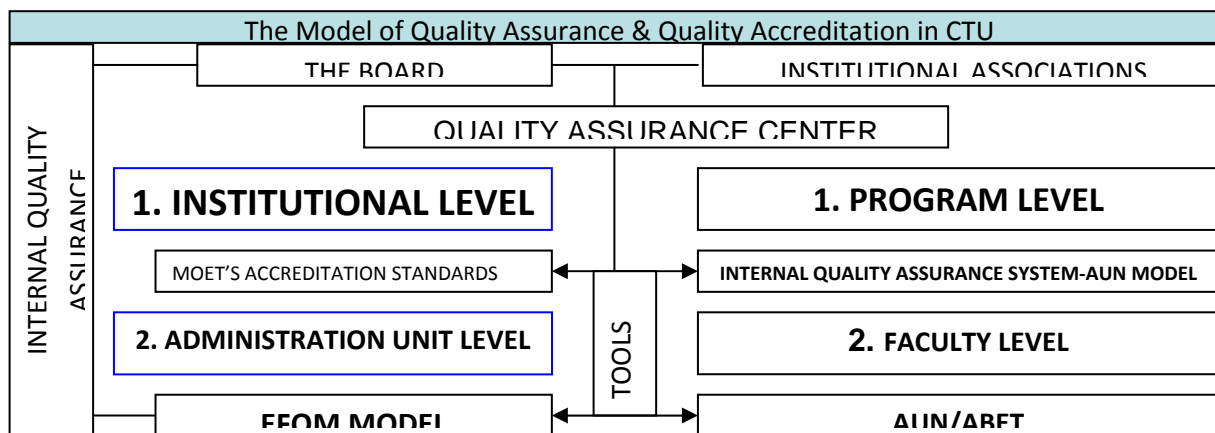 The Model of Quality Assurance & Quality Accreditation in CTU
THE BOARD
INSTITUTIONAL ASSOCIATIONS
QUALITY ASSURANCE CENTER
INTERNAL QUALITY
ASSURANCE
1. INSTITUTIONAL LEVEL
1. PROGRAM LEVEL
MOET'S ACCREDITATION STANDARDS
INTERNAL QUALITY ASSURANCE SYSTEM-AUN MODEL
TOOLS
2. ADMINISTRATION UNIT LEVEL
2. FACULTY LEVEL
EFQM MODEL
AUN/ABET